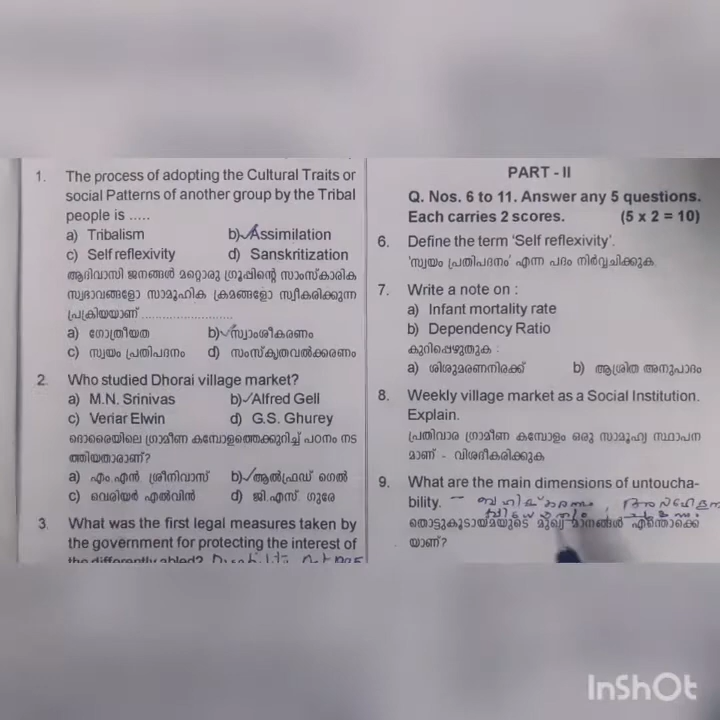 1. The process of adopting the Cultural Traits or
social Patterns of another group by the Tribal
people is .....
a) Tribalism b) Assimilation
c) Self reflexivity d) Sanskritization
ആദിവാസി ജനങ്ങൾ മറ്റൊരു ഗ്രൂപ്പിന്റെ സാംസ്കാരിക
സ്വഭാവങ്ങളോ സാമൂഹിക ക്രമങ്ങളോ സ്വീകരിക്കുന്ന
പ്രക്രിയയാണ് ........................
a) ഗോത്രീയത b) സ്വാംശീകരണം
c) സ്വയം പ്രതിപദനം d) സംസ്കൃതവൽക്കരണം
2. Who studied Dhorai village market?
a) M.N. Srinivas b) Alfred Gell
c) Veriar Elwin d) G.S. Ghurey
ദൊരൈയിലെ ഗ്രാമീണ കമ്പോളത്തെക്കുറിച്ച് പഠനം നട
ത്തിയതാരാണ്?
a) എം.എൻ ശ്രീനിവാസ് b) ആൽഫ്രഡ് ഗെൽ
c) വെരിയർ എൽവിൻ d) ജി.എസ് ഗുരേ
3. What was the first legal measures taken by
the government for protecting the interest of
the differently abled? Disability Act 1995
PART - II
Q. Nos. 6 to 11. Answer any 5 questions.
Each carries 2 scores. (5 x 2 = 10)
6. Define the term 'Self reflexivity'.
'സ്വയം പ്രതിപദനം' എന്ന പദം നിർവ്വചിക്കുക.
7. Write a note on :
a) Infant mortality rate
b) Dependency Ratio
കുറിപ്പെഴുതുക :
a) ശിശുമരണനിരക്ക് b) ആശ്രിത അനുപാദം
8. Weekly village market as a Social Institution.
Explain.
പ്രതിവാര ഗ്രാമീണ കമ്പോളം ഒരു സാമൂഹ്യ സ്ഥാപന
മാണ് - വിശദീകരിക്കുക
9. What are the main dimensions of untoucha-
bility. - ബഹിഷ്കരണം,
തൊട്ടുകൂടായ്മയുടെ മുഖ്യ മാനങ്ങൾ എന്തൊക്കെ
യാണ്?
InShOt